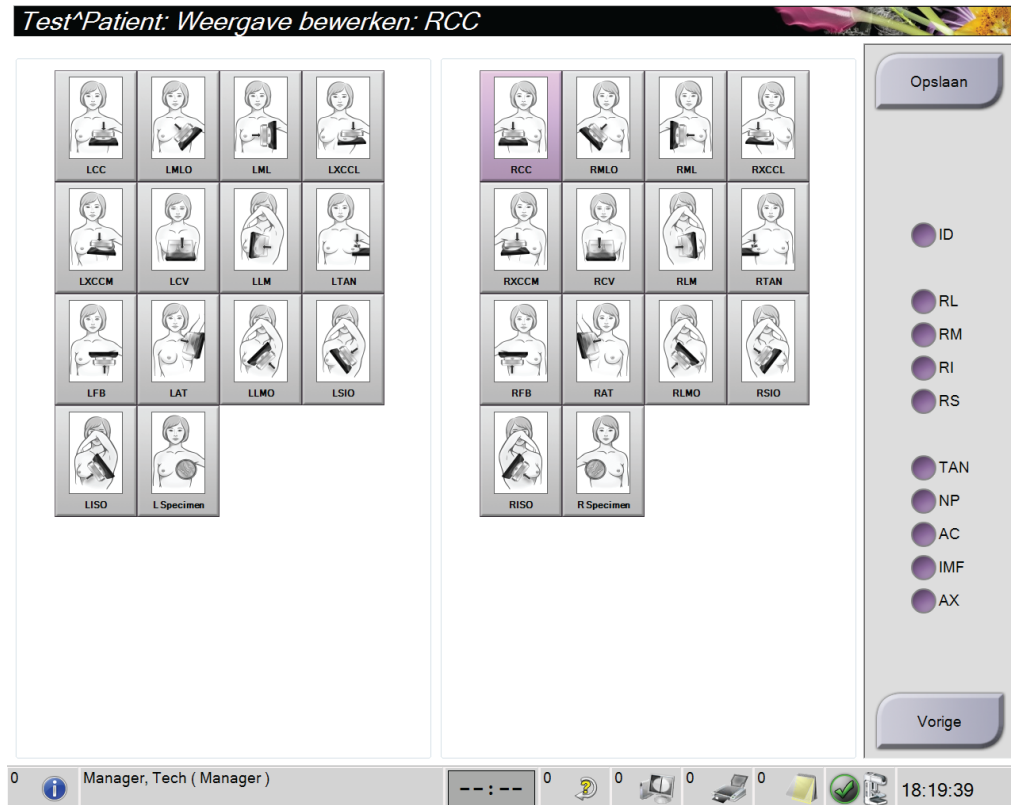 Test^Patient: Weergave bewerken: RCC
LCC LMLO LML LXCCL
LXCCM LCV LLM LTAN
LFB LAT LLMO LSIO
LISO L Specimen
RCC RMLO RML RXCCL
RXCCM RCV RLM RTAN
RFB RAT RLMO RSIO
RISO R Specimen
Opslaan
ID
RL
RM
RI
RS
TAN
NP
AC
IMF
AX
Vorige
0 Manager, Tech ( Manager ) --:-- 0 0 0 0 18:19:39